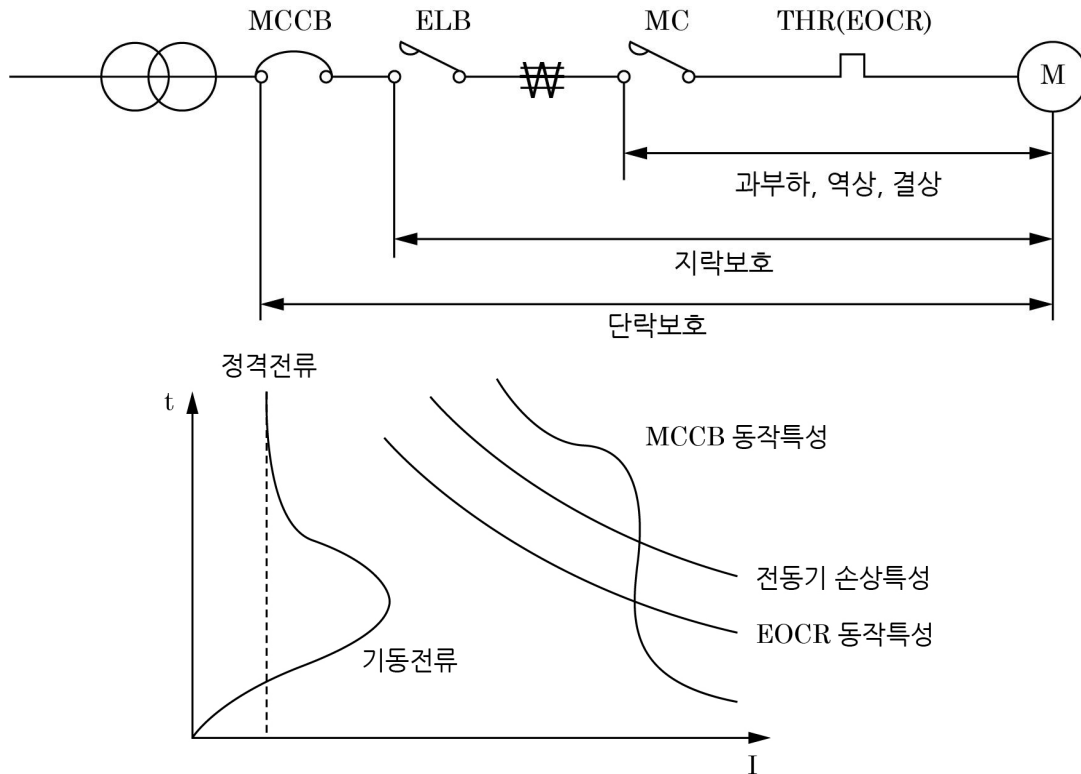 MCCB ELB MC THR(EOCR)
M
과부하, 역상, 결상
지락보호
단락보호
정격전류
t
MCCB 동작특성
전동기 손상특성
EOCR 동작특성
기동전류
I